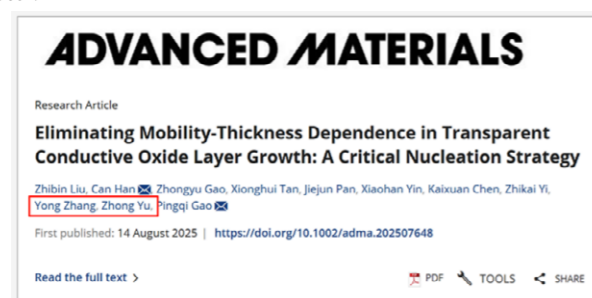 ADVANCED MATERIALS
Research Article
Eliminating Mobility-Thickness Dependence in Transparent
Conductive Oxide Layer Growth: A Critical Nucleation Strategy
Zhibin Liu, Can Han, Zhongyu Gao, Xionghui Tan, Jiejun Pan, Xiaohan Yin, Kaixuan Chen, Zhikai Yi,
Yong Zhang, Zhong Yu, Pingqi Gao
First published: 14 August 2025 | https://doi.org/10.1002/adma.202507648
Read the full text > PDF TOOLS SHARE